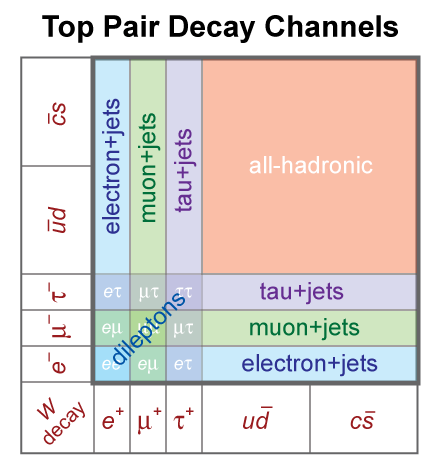 Top Pair Decay Channels
c̄s
electron+jets
muon+jets
tau+jets
all-hadronic
ūd
τ⁻
eτ
μτ
ττ
tau+jets
μ⁻
eμ
μτ
muon+jets
dileptons
e⁻
ee
eμ
eτ
electron+jets
W decay
e⁺
μ⁺
τ⁺
ud̄
cs̄